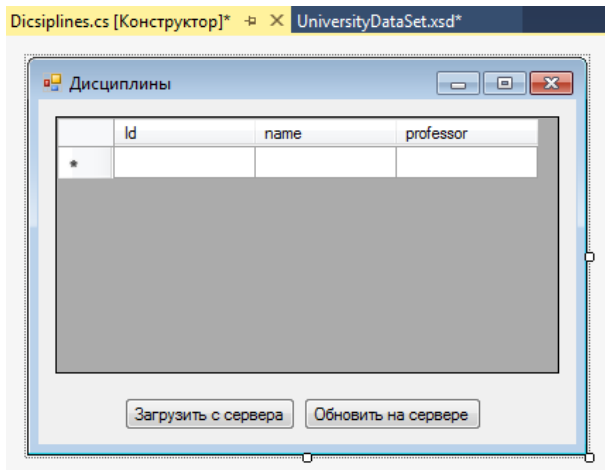 Dicsiplines.cs [Конструктор]* UniversityDataSet.xsd*
Дисциплины
Id name professor
*
Загрузить с сервера Обновить на сервере